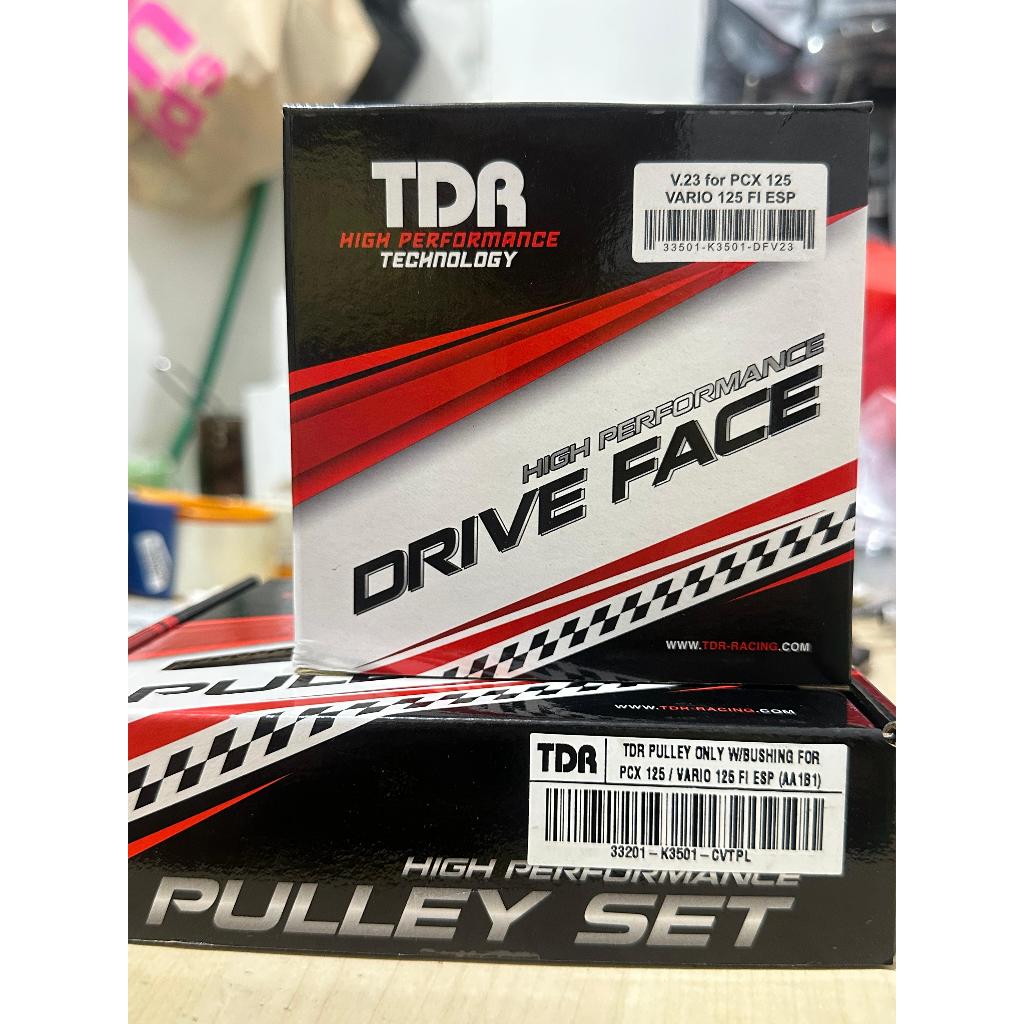 TDR
HIGH PERFORMANCE
TECHNOLOGY
V.23 for PCX 125
VARIO 125 FI ESP
33501-K3501-DFV23
HIGH PERFORMANCE
DRIVE FACE
WWW.TDR-RACING.COM
PUL
WWW.TDR-RACING.COM
TDR
TDR PULLEY ONLY W/BUSHING FOR
PCX 125 / VARIO 125 FI ESP (AA1B1)
33201-K3501-CVTPL
HIGH PERFORMANCE
PULLEY SET